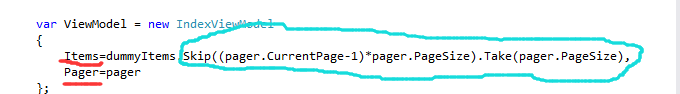 var ViewModel = new IndexViewModel
{
Items=dummyItems.Skip((pager.CurrentPage-1)*pager.PageSize).Take(pager.PageSize),
Pager=pager
};